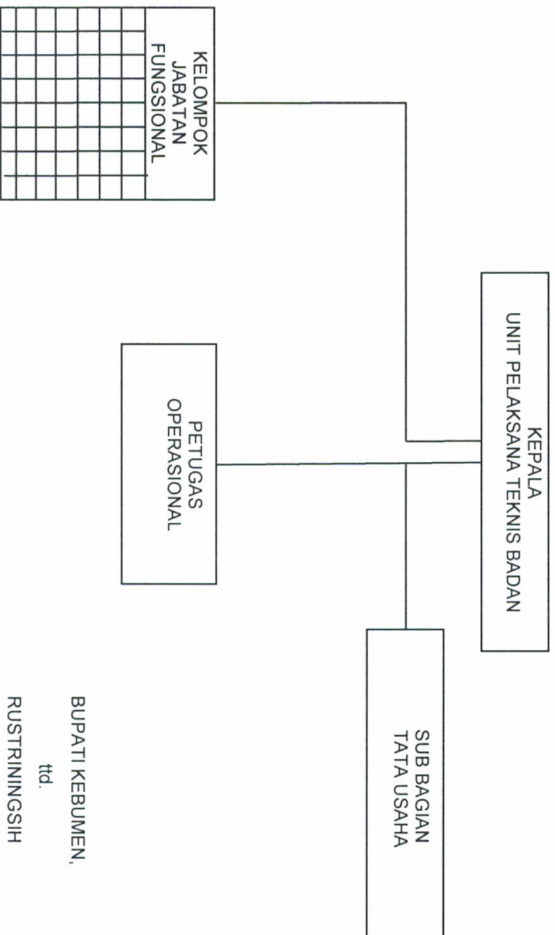 KEPALA
UNIT PELAKSANA TEKNIS BADAN
SUB BAGIAN
TATA USAHA
KELOMPOK
JABATAN
FUNGSIONAL
PETUGAS
OPERASIONAL
BUPATI KEBUMEN,
ttd.
RUSTRININGSIH